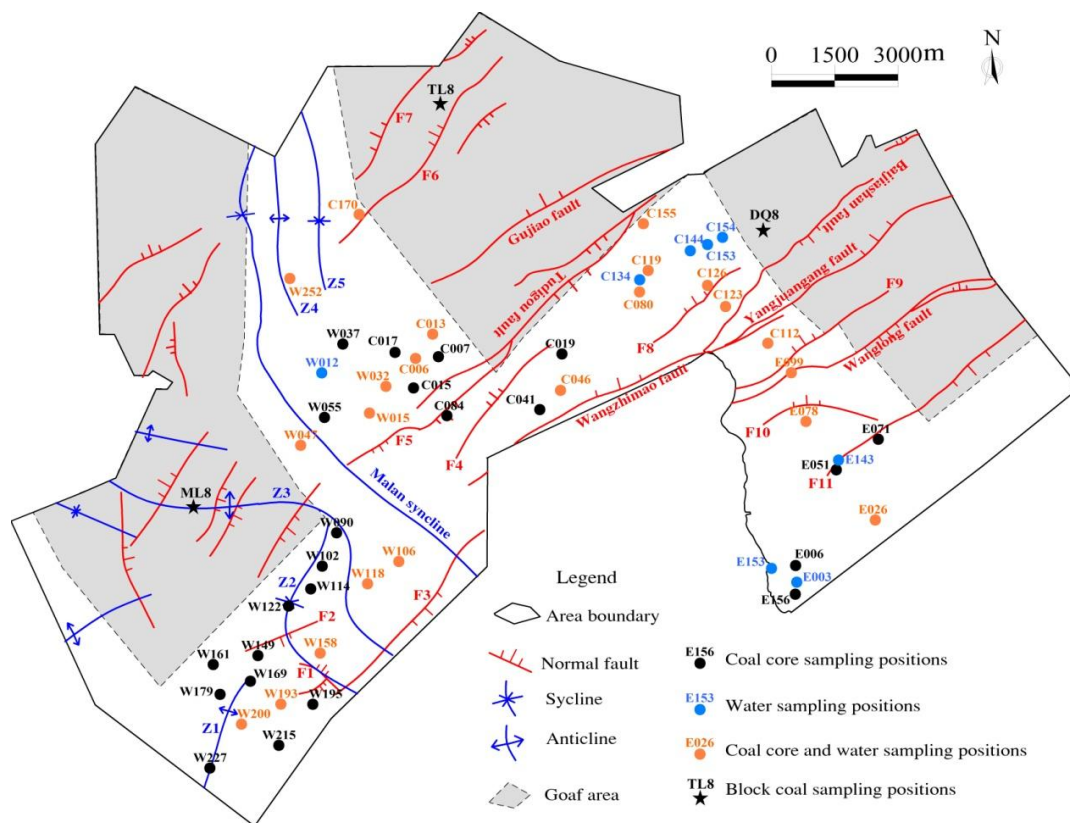 0 1500 3000m
N
TL8
F7
F6
C170
Gujiao fault
C155
C154
C144
C153
DQ8
Baijiashan fault
C119
C134
C126
C080
C123
Yangjuangang fault
F9
W252
Z5
Z4
Tudigou fault
C013
W037
C017
C007
C019
F8
C112
Wanglong fault
W012
C006
E099
W032
C015
C046
Wangzhimao fault
W055
W015
C084
C041
E078
F10
E071
W047
F5
F4
E051
E143
F11
ML8
Z3
Malan syncline
E026
W090
W102
W106
E153
E006
Z2
W114
W118
F3
E003
W122
E156
F2
W161
W149
W158
F1
W169
W179
W193
W195
Z1
W200
W215
W227
Legend
Area boundary
Normal fault
Sycline
Anticline
Goaf area
E156
Coal core sampling positions
E153
Water sampling positions
E026
Coal core and water sampling positions
TL8
Block coal sampling positions